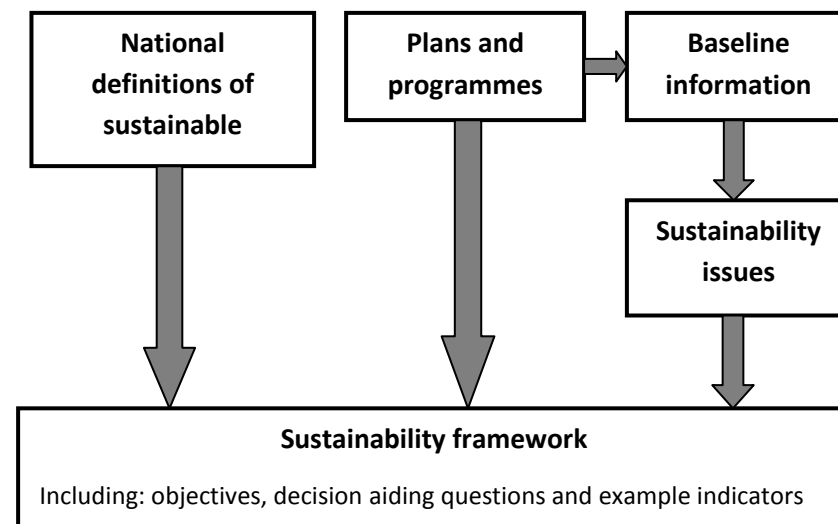 National
definitions of
sustainable
Plans and
programmes
Baseline
information
Sustainability
issues
Sustainability framework
Including: objectives, decision aiding questions and example indicators